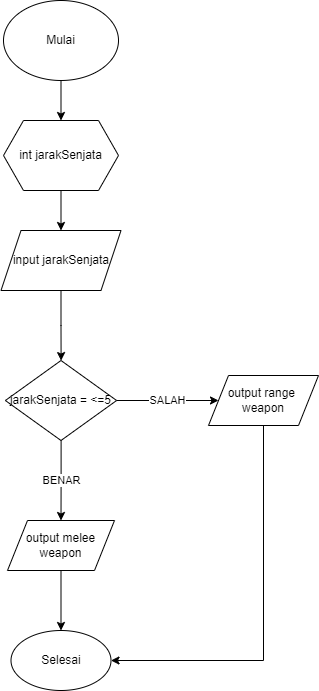 Mulai
int jarakSenjata
input jarakSenjata
jarakSenjata = <=5
SALAH
output range
weapon
BENAR
output melee
weapon
Selesai